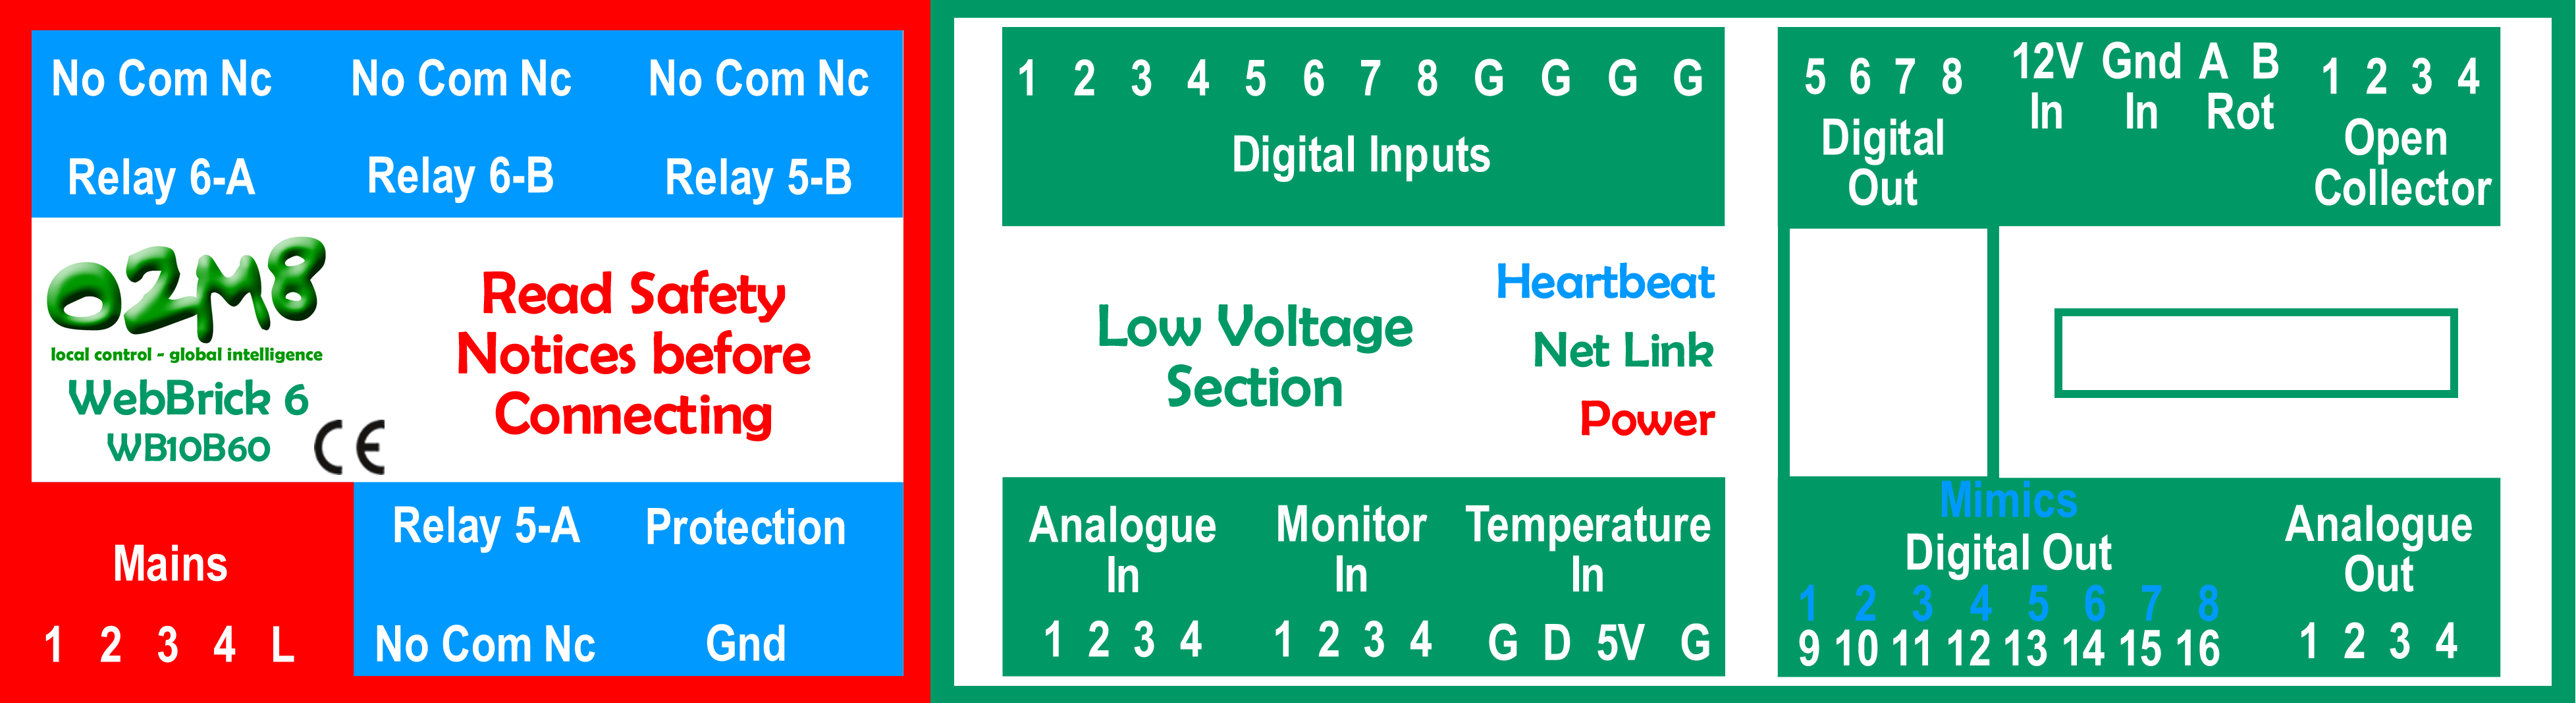 No Com Nc
No Com Nc
No Com Nc
Relay 6-A
Relay 6-B
Relay 5-B
O2M8
local control - global intelligence
WebBrick 6
WB10B60
CE
Read Safety
Notices before
Connecting
Mains
1 2 3 4 L
Relay 5-A
Protection
No Com Nc
Gnd
1 2 3 4 5 6 7 8 G G G G
Digital Inputs
Low Voltage
Section
Heartbeat
Net Link
Power
Analogue
In
1 2 3 4
Monitor
In
1 2 3 4
Temperature
In
G D 5V G
5 6 7 8
Digital
Out
12V
In
Gnd
In
A B
Rot
1 2 3 4
Open
Collector
Mimics
Digital Out
1 2 3 4 5 6 7 8
9 10 11 12 13 14 15 16
Analogue
Out
1 2 3 4